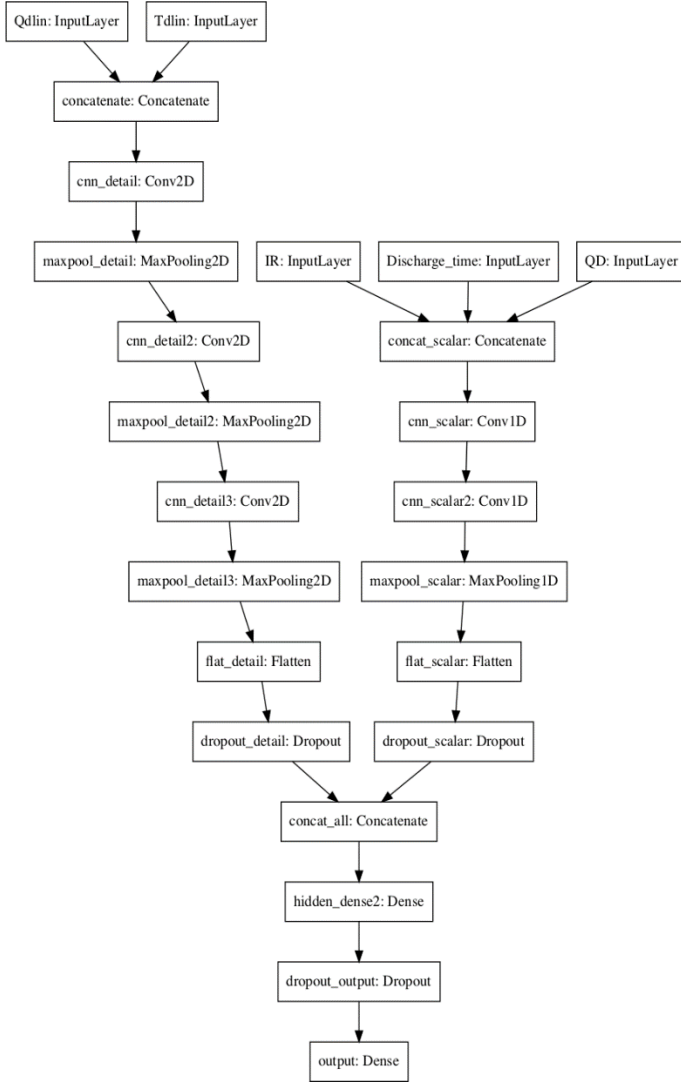 Qdlin: InputLayer
Tdlin: InputLayer
concatenate: Concatenate
cnn_detail: Conv2D
maxpool_detail: MaxPooling2D
IR: InputLayer
Discharge_time: InputLayer
QD: InputLayer
cnn_detail2: Conv2D
concat_scalar: Concatenate
maxpool_detail2: MaxPooling2D
cnn_scalar: Conv1D
cnn_detail3: Conv2D
cnn_scalar2: Conv1D
maxpool_detail3: MaxPooling2D
maxpool_scalar: MaxPooling1D
flat_detail: Flatten
flat_scalar: Flatten
dropout_detail: Dropout
dropout_scalar: Dropout
concat_all: Concatenate
hidden_dense2: Dense
dropout_output: Dropout
output: Dense